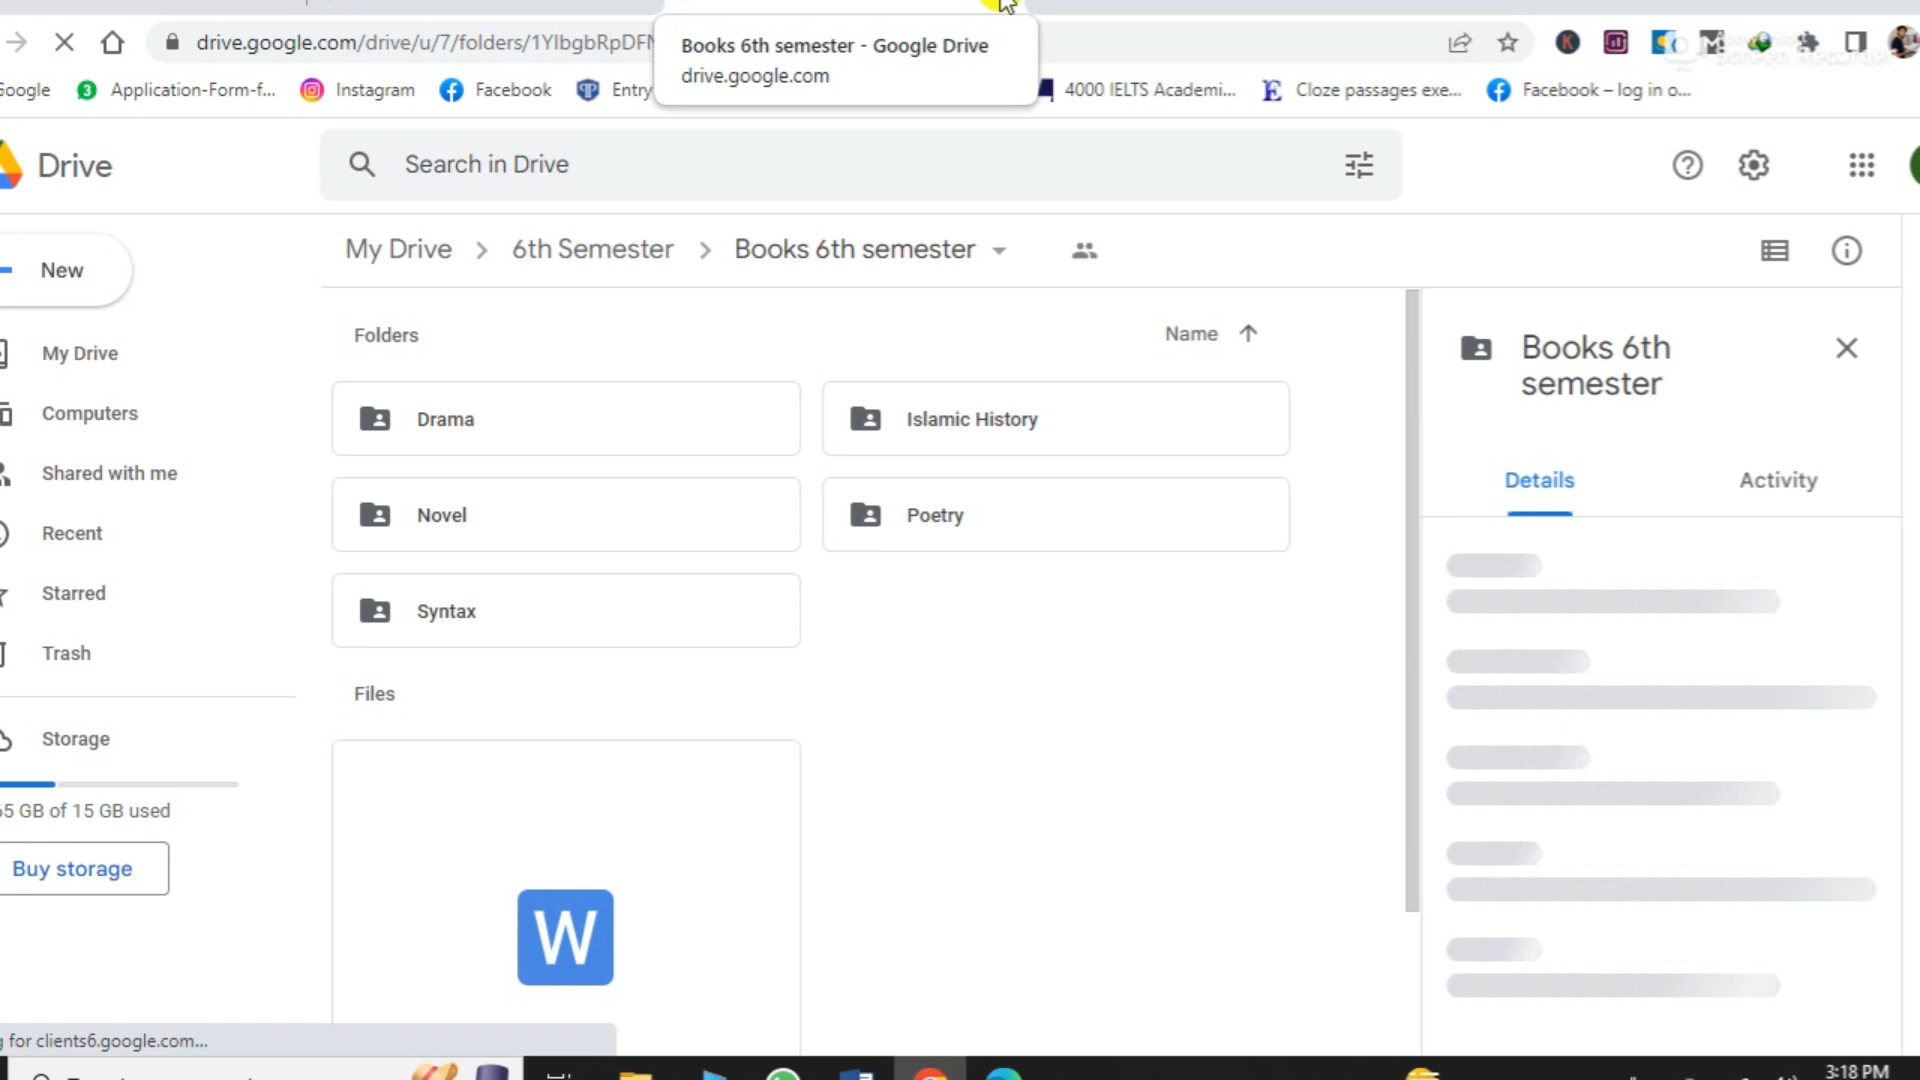 drive.google.com/drive/u/7/folders/1YlbgbRpDF
Books 6th semester - Google Drive
drive.google.com
Google
Application-Form-f...
Instagram
Facebook
Entry
4000 IELTS Academi...
Cloze passages exe...
Facebook – log in o...
Drive
Search in Drive
New
My Drive
6th Semester
Books 6th semester
Folders
Name
Drama
Islamic History
Novel
Poetry
Syntax
Files
W
My Drive
Computers
Shared with me
Recent
Starred
Trash
Storage
65 GB of 15 GB used
Buy storage
Books 6th
semester
Details
Activity
g for clients6.google.com...
3:18 PM